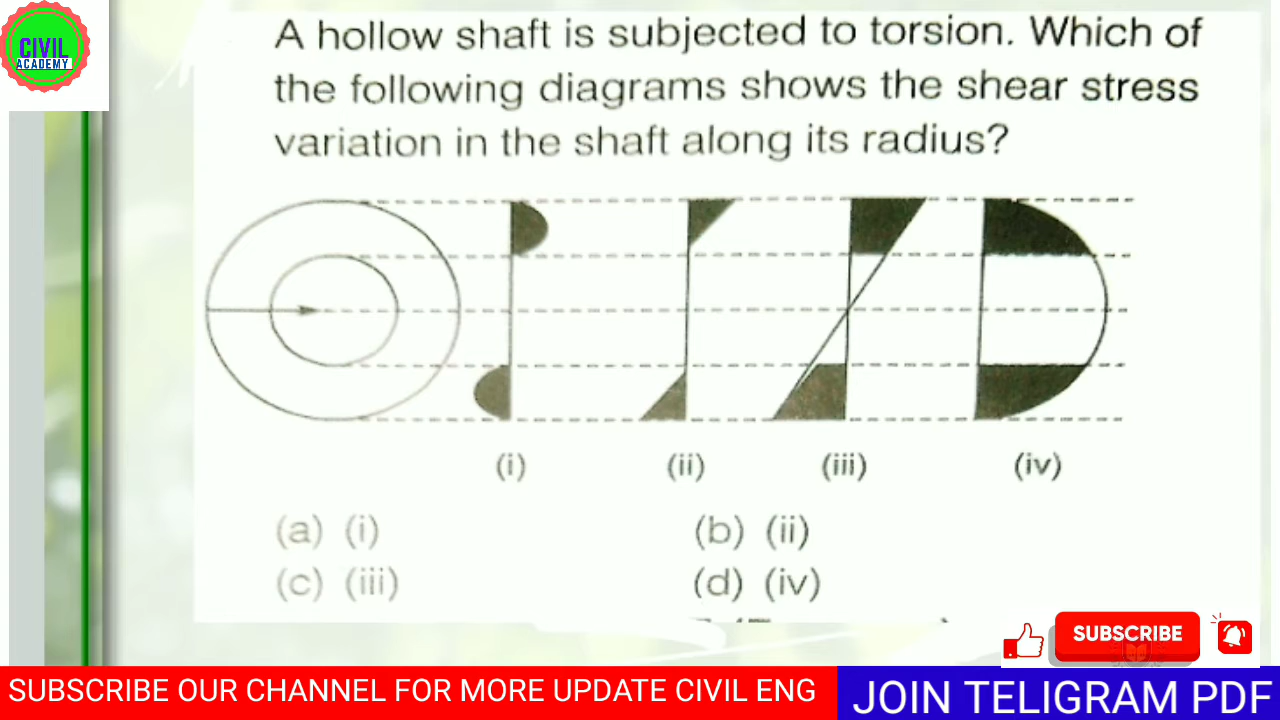 CIVIL
ACADEMY
A hollow shaft is subjected to torsion. Which of
the following diagrams shows the shear stress
variation in the shaft along its radius?
(i) (ii) (iii) (iv)
(a) (i) (b) (ii)
(c) (iii) (d) (iv)
SUBSCRIBE
SUBSCRIBE OUR CHANNEL FOR MORE UPDATE CIVIL ENG
JOIN TELIGRAM PDF